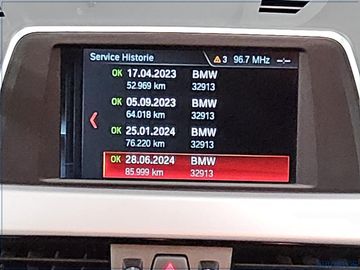 Service Histoire ⚠ 3 96.7 MHz --:--
OK 17.04.2023 BMW
52.969 km 32913
OK 05.09.2023 BMW
64.018 km 32913
OK 25.01.2024 BMW
76.220 km 32913
OK 28.06.2024 BMW
85.999 km 32913